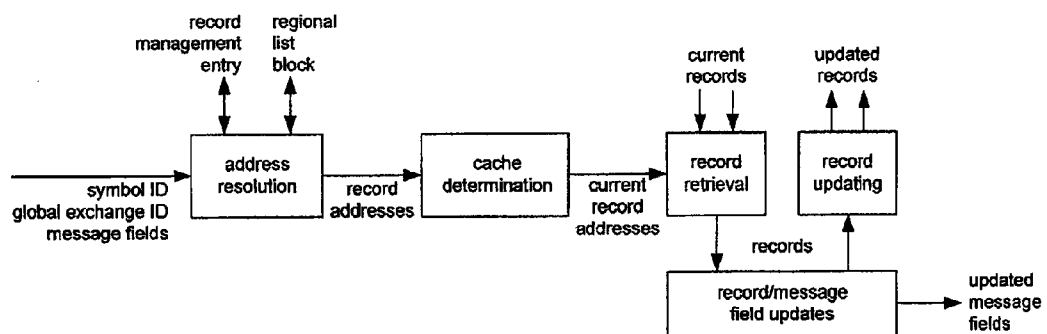 record
management
entry
regional
list
block
current
records
updated
records
address
resolution
cache
determination
record
retrieval
record
updating
symbol ID
global exchange ID
message fields
record
addresses
current
record
addresses
records
record/message
field updates
updated
message
fields